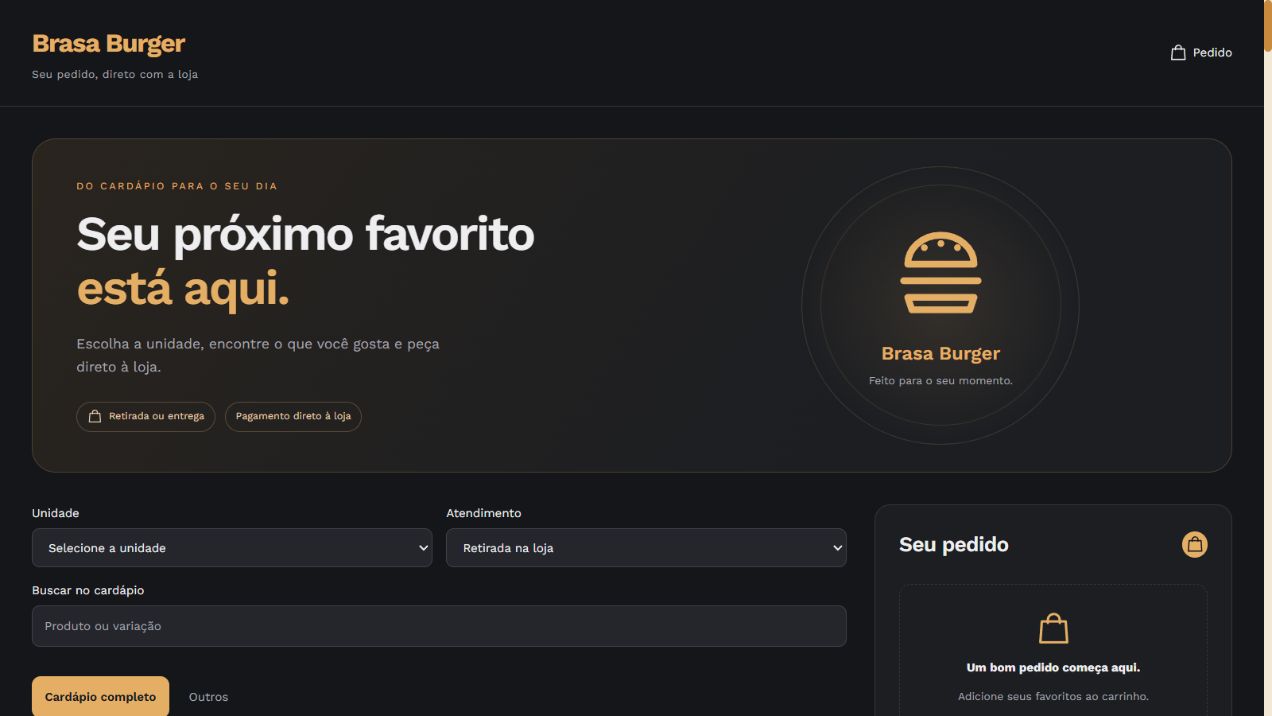 Brasa Burger
Seu pedido, direto com a loja
Pedido
DO CARDÁPIO PARA O SEU DIA
Seu próximo favorito
está aqui.
Escolha a unidade, encontre o que você gosta e peça
direto à loja.
Retirada ou entrega
Pagamento direto à loja
Brasa Burger
Feito para o seu momento.
Unidade
Selecione a unidade
Atendimento
Retirada na loja
Buscar no cardápio
Produto ou variação
Cardápio completo
Outros
Seu pedido
Um bom pedido começa aqui.
Adicione seus favoritos ao carrinho.